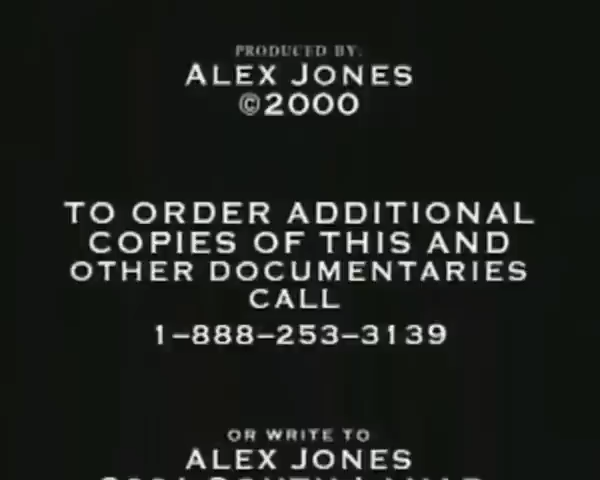 PRODUCED BY:
ALEX JONES
©2000
TO ORDER ADDITIONAL
COPIES OF THIS AND
OTHER DOCUMENTARIES
CALL
1-888-253-3139
OR WRITE TO
ALEX JONES